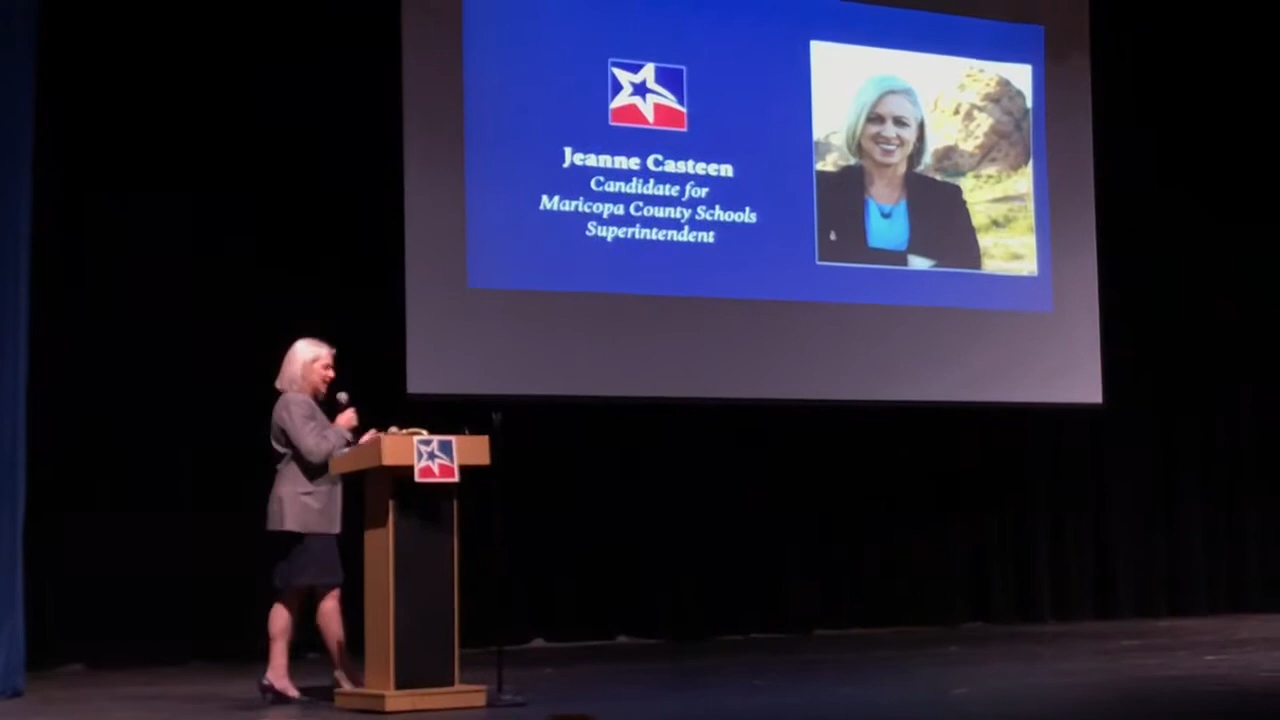 Jeanne Casteen
Candidate for
Maricopa County Schools
Superintendent